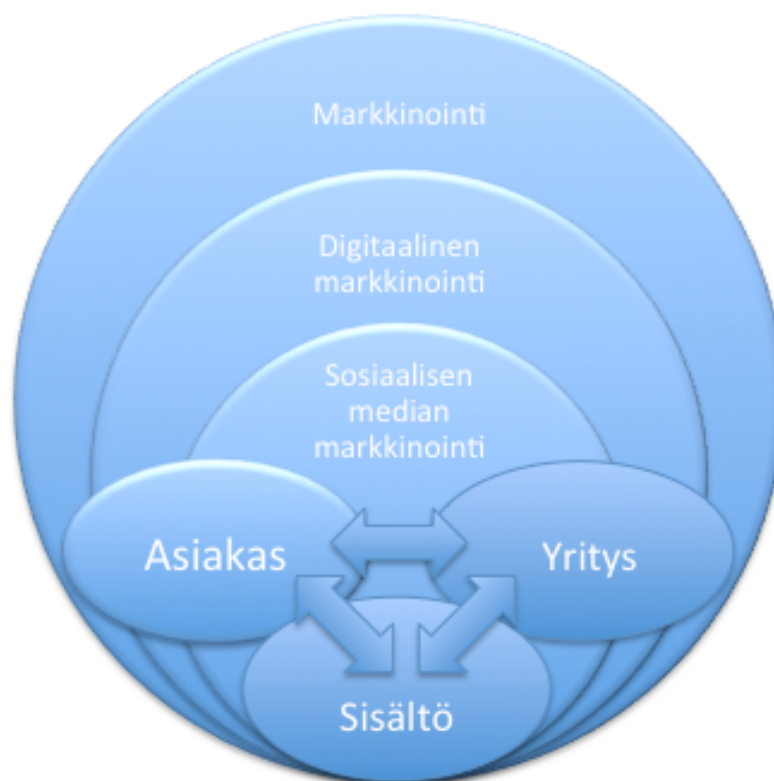 Markkinointi
Digitaalinen
markkinointi
Sosiaalisen
median
markkinointi
Asiakas
Yritys
Sisältö